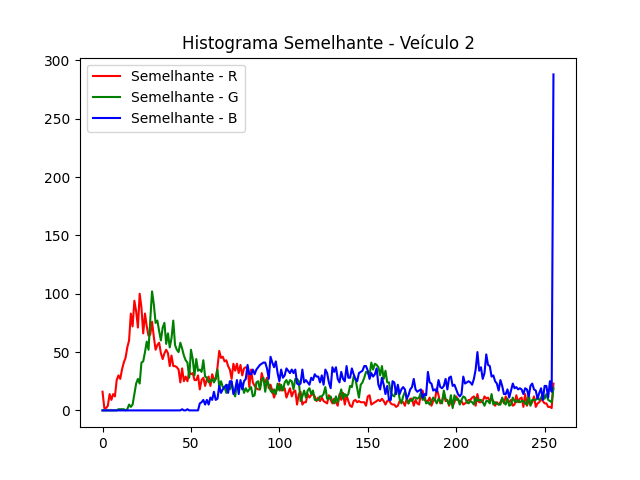 Histograma Semelhante - Veículo 2
300
250
200
150
100
50
0
Semelhante - R
Semelhante - G
Semelhante - B
0 50 100 150 200 250